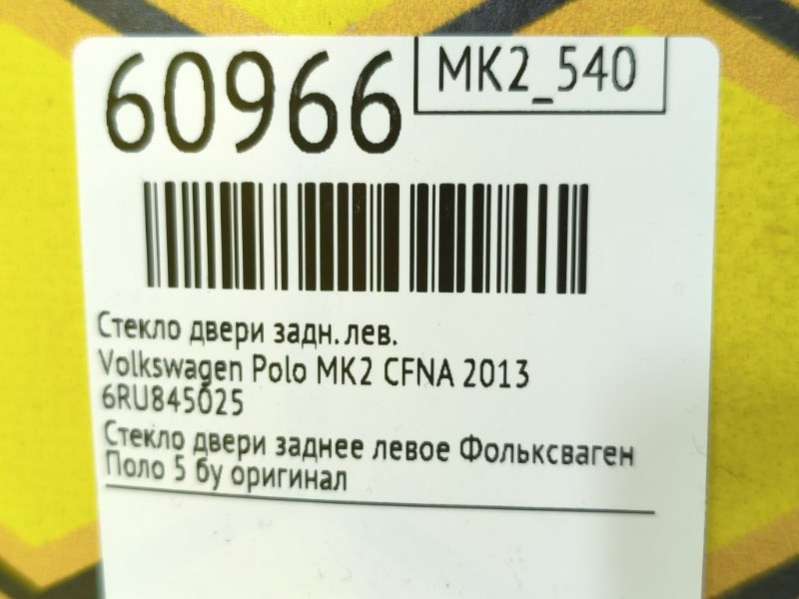 60966
MK2_540
Стекло двери задн.лев.
Volkswagen Polo MK2 CFNA 2013
6RU845025
Стекло двери заднее левое Фольксваген
Поло 5 бу оригинал